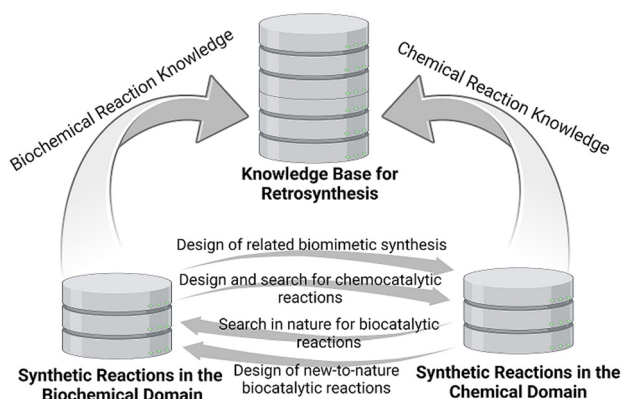 Biochemical Reaction Knowledge
Chemical Reaction Knowledge
Knowledge Base for
Retrosynthesis
Design of related biomimetic synthesis
Design and search for chemocatalytic
reactions
Search in nature for biocatalytic
reactions
Design of new-to-nature
biocatalytic reactions
Synthetic Reactions in the
Biochemical Domain
Synthetic Reactions in the
Chemical Domain